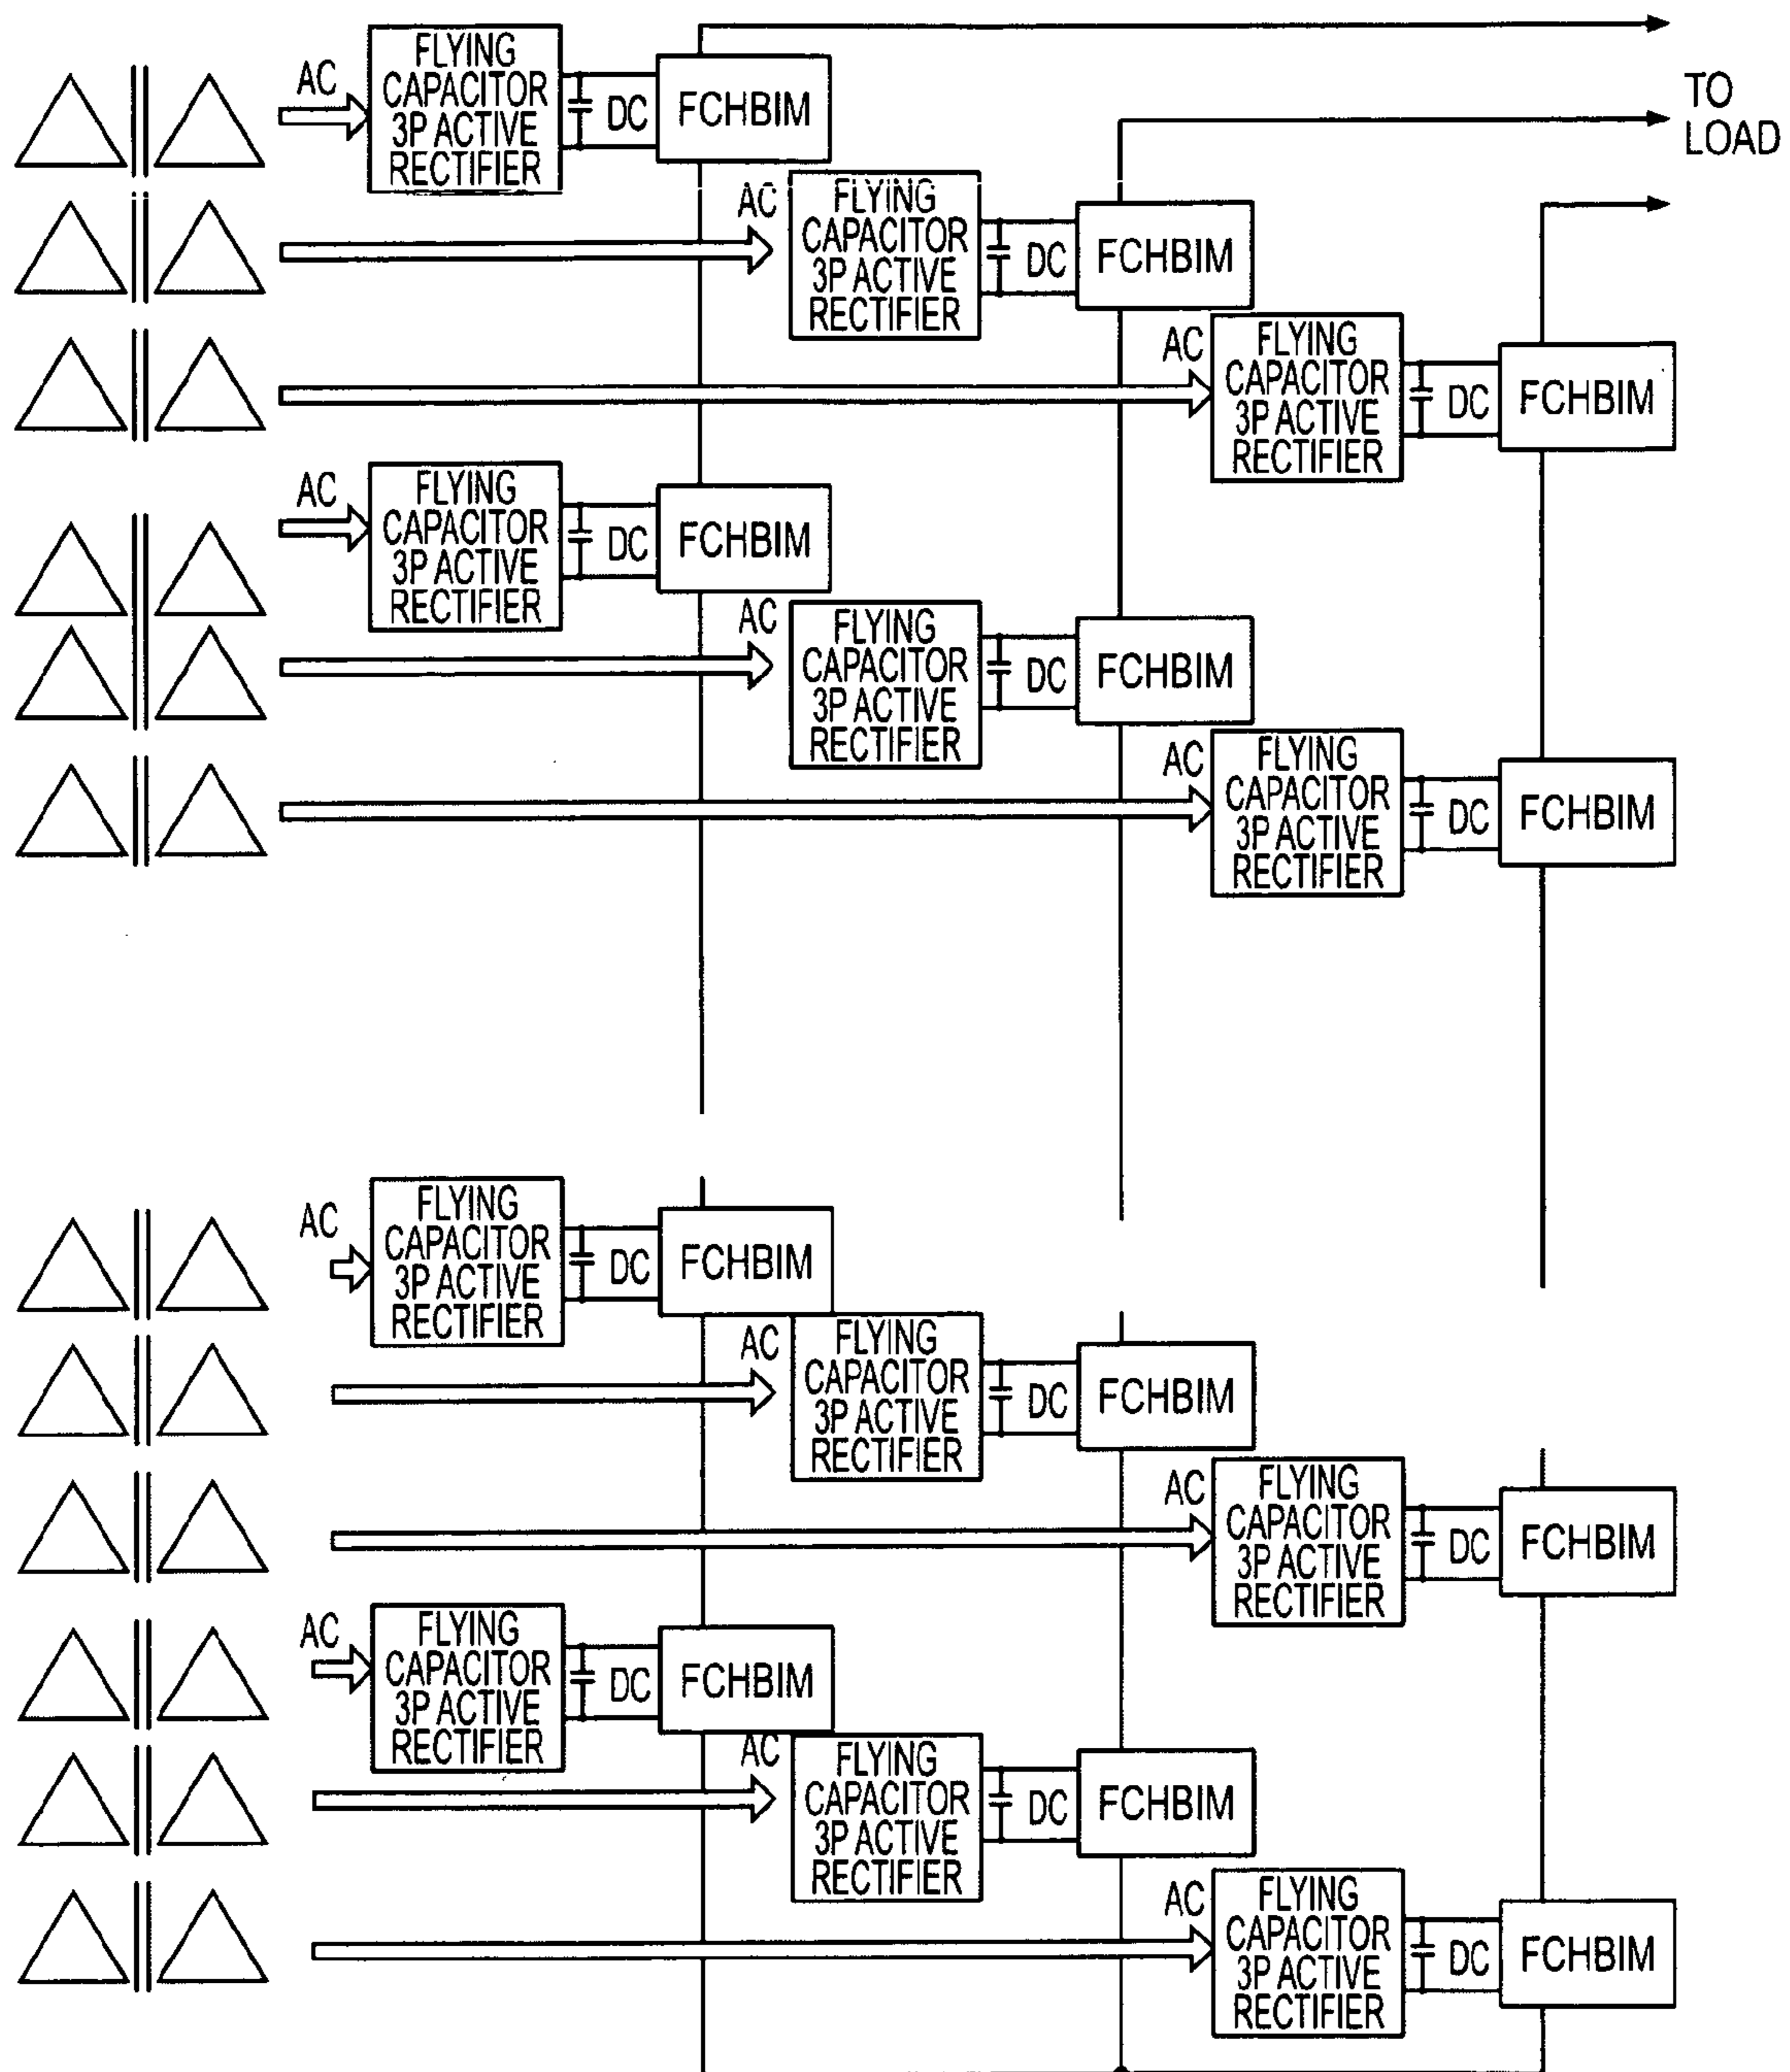 AC
FLYING
CAPACITOR
3P ACTIVE
RECTIFIER
DC
FCHBIM
TO
LOAD
AC
FLYING
CAPACITOR
3P ACTIVE
RECTIFIER
DC
FCHBIM
AC
FLYING
CAPACITOR
3P ACTIVE
RECTIFIER
DC
FCHBIM
AC
FLYING
CAPACITOR
3P ACTIVE
RECTIFIER
DC
FCHBIM
AC
FLYING
CAPACITOR
3P ACTIVE
RECTIFIER
DC
FCHBIM
AC
FLYING
CAPACITOR
3P ACTIVE
RECTIFIER
DC
FCHBIM
AC
FLYING
CAPACITOR
3P ACTIVE
RECTIFIER
DC
FCHBIM
AC
FLYING
CAPACITOR
3P ACTIVE
RECTIFIER
DC
FCHBIM
AC
FLYING
CAPACITOR
3P ACTIVE
RECTIFIER
DC
FCHBIM
AC
FLYING
CAPACITOR
3P ACTIVE
RECTIFIER
DC
FCHBIM
AC
FLYING
CAPACITOR
3P ACTIVE
RECTIFIER
DC
FCHBIM
AC
FLYING
CAPACITOR
3P ACTIVE
RECTIFIER
DC
FCHBIM